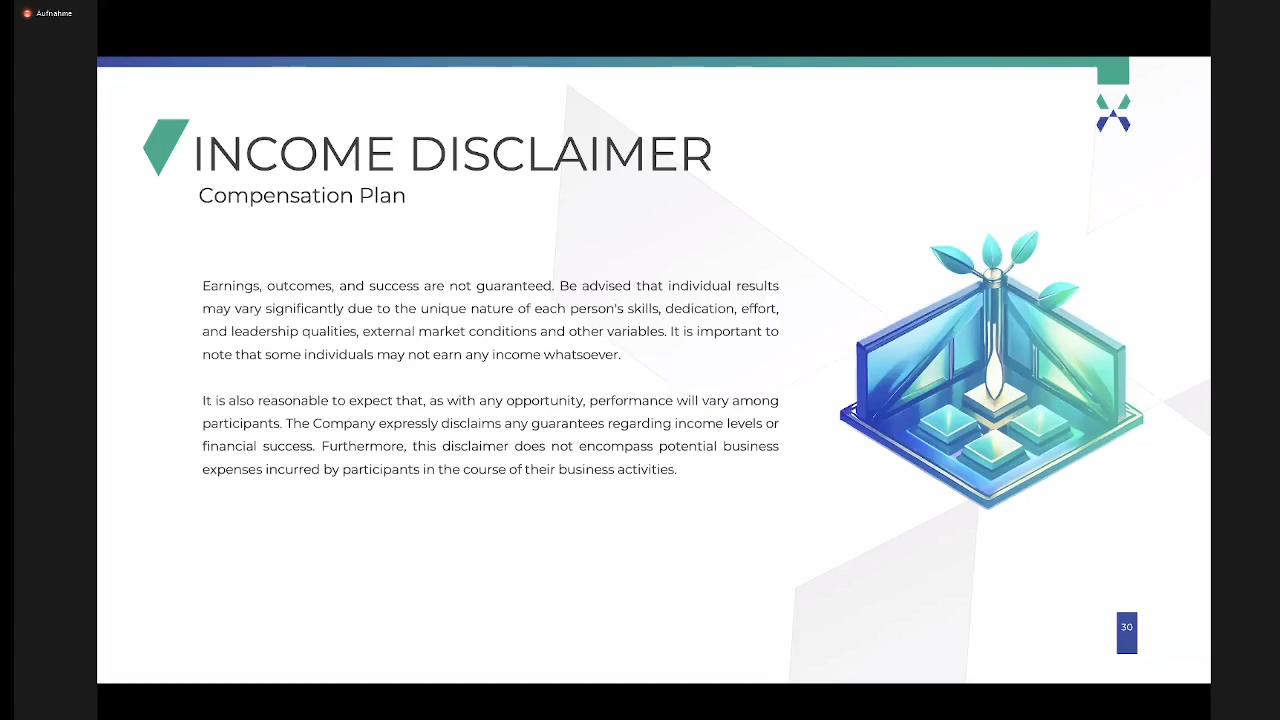 Aufnahme
INCOME DISCLAIMER
Compensation Plan
Earnings, outcomes, and success are not guaranteed. Be advised that individual results
may vary significantly due to the unique nature of each person's skills, dedication, effort,
and leadership qualities, external market conditions and other variables. It is important to
note that some individuals may not earn any income whatsoever.
It is also reasonable to expect that, as with any opportunity, performance will vary among
participants. The Company expressly disclaims any guarantees regarding income levels or
financial success. Furthermore, this disclaimer does not encompass potential business
expenses incurred by participants in the course of their business activities.
30